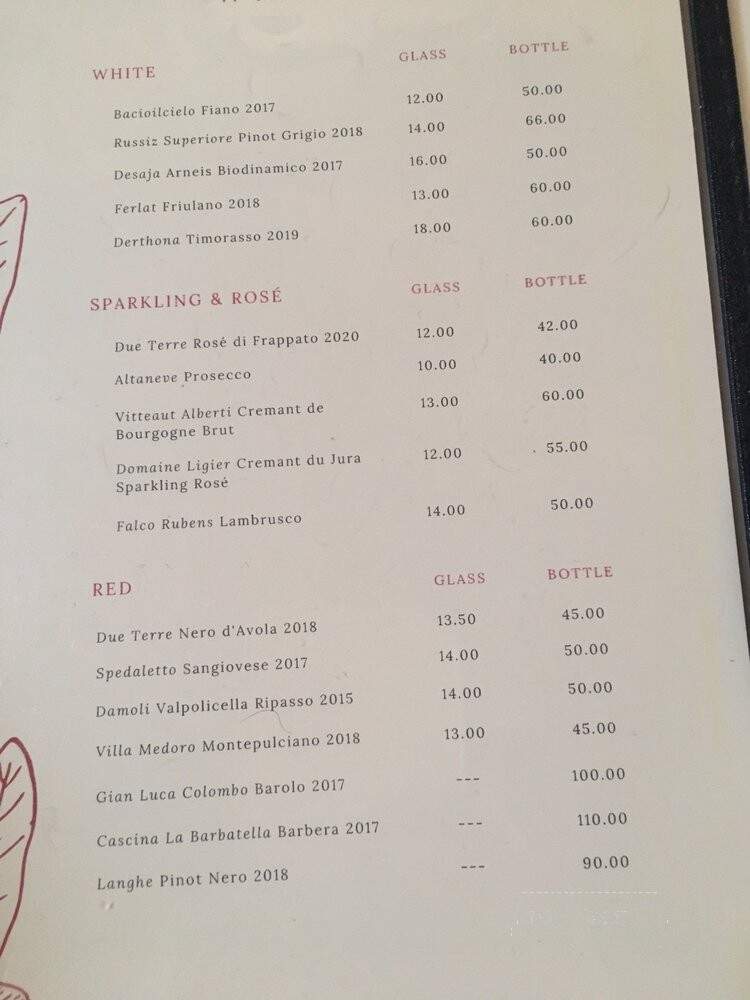 WHITE GLASS BOTTLE
Bacioilcielo Fiano 2017 12.00 50.00
Russiz Superiore Pinot Grigio 2018 14.00 66.00
Desaja Arneis Biodinamico 2017 16.00 50.00
Ferlat Friulano 2018 13.00 60.00
Derthona Timorasso 2019 18.00 60.00
SPARKLING & ROSÉ GLASS BOTTLE
Due Terre Rosé di Frappato 2020 12.00 42.00
Altaneve Prosecco 10.00 40.00
Vitteaut Alberti Cremant de 13.00 60.00
Bourgogne Brut
Domaine Ligier Cremant du Jura 12.00 55.00
Sparkling Rosé
Falco Rubens Lambrusco 14.00 50.00
RED GLASS BOTTLE
Due Terre Nero d'Avola 2018 13.50 45.00
Spedaletto Sangiovese 2017 14.00 50.00
Damoli Valpolicella Ripasso 2015 14.00 50.00
Villa Medoro Montepulciano 2018 13.00 45.00
Gian Luca Colombo Barolo 2017 --- 100.00
Cascina La Barbatella Barbera 2017 --- 110.00
Langhe Pinot Nero 2018 --- 90.00